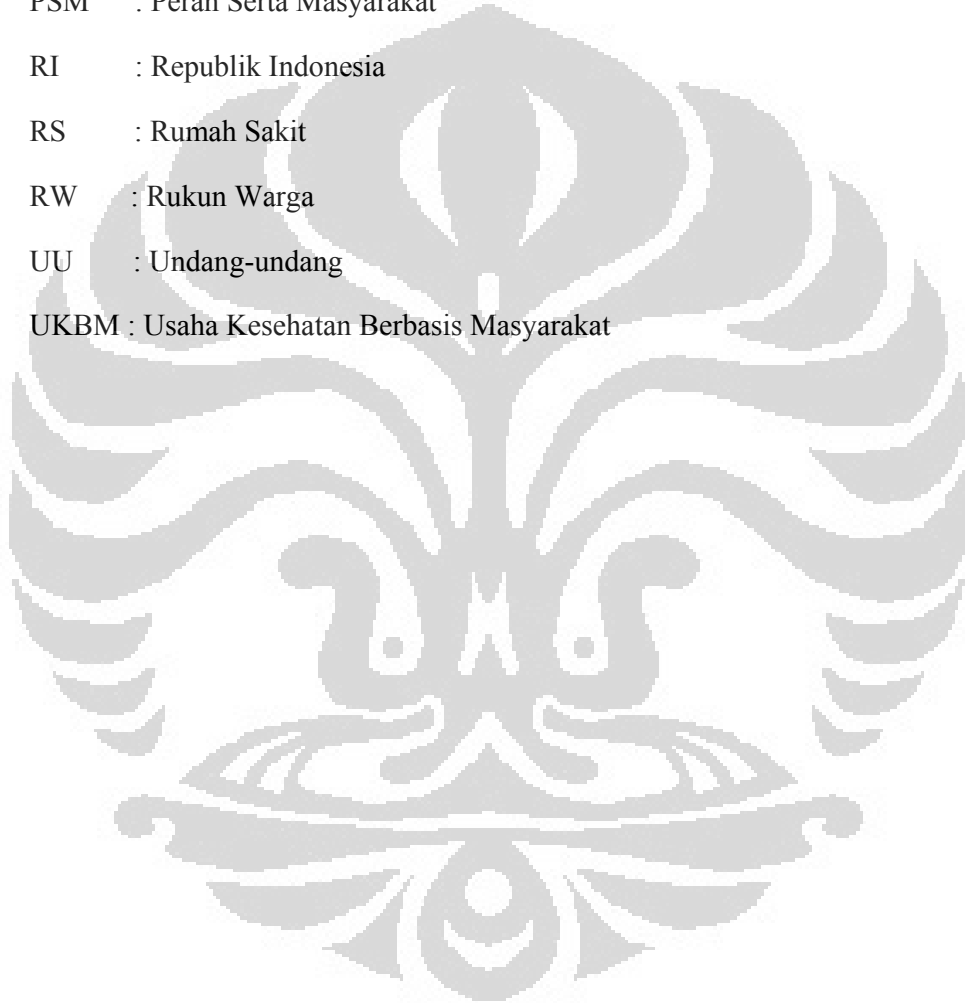 PSM : Peran Serta Masyarakat
RI : Republik Indonesia
RS : Rumah Sakit
RW : Rukun Warga
UU : Undang-undang
UKBM : Usaha Kesehatan Berbasis Masyarakat